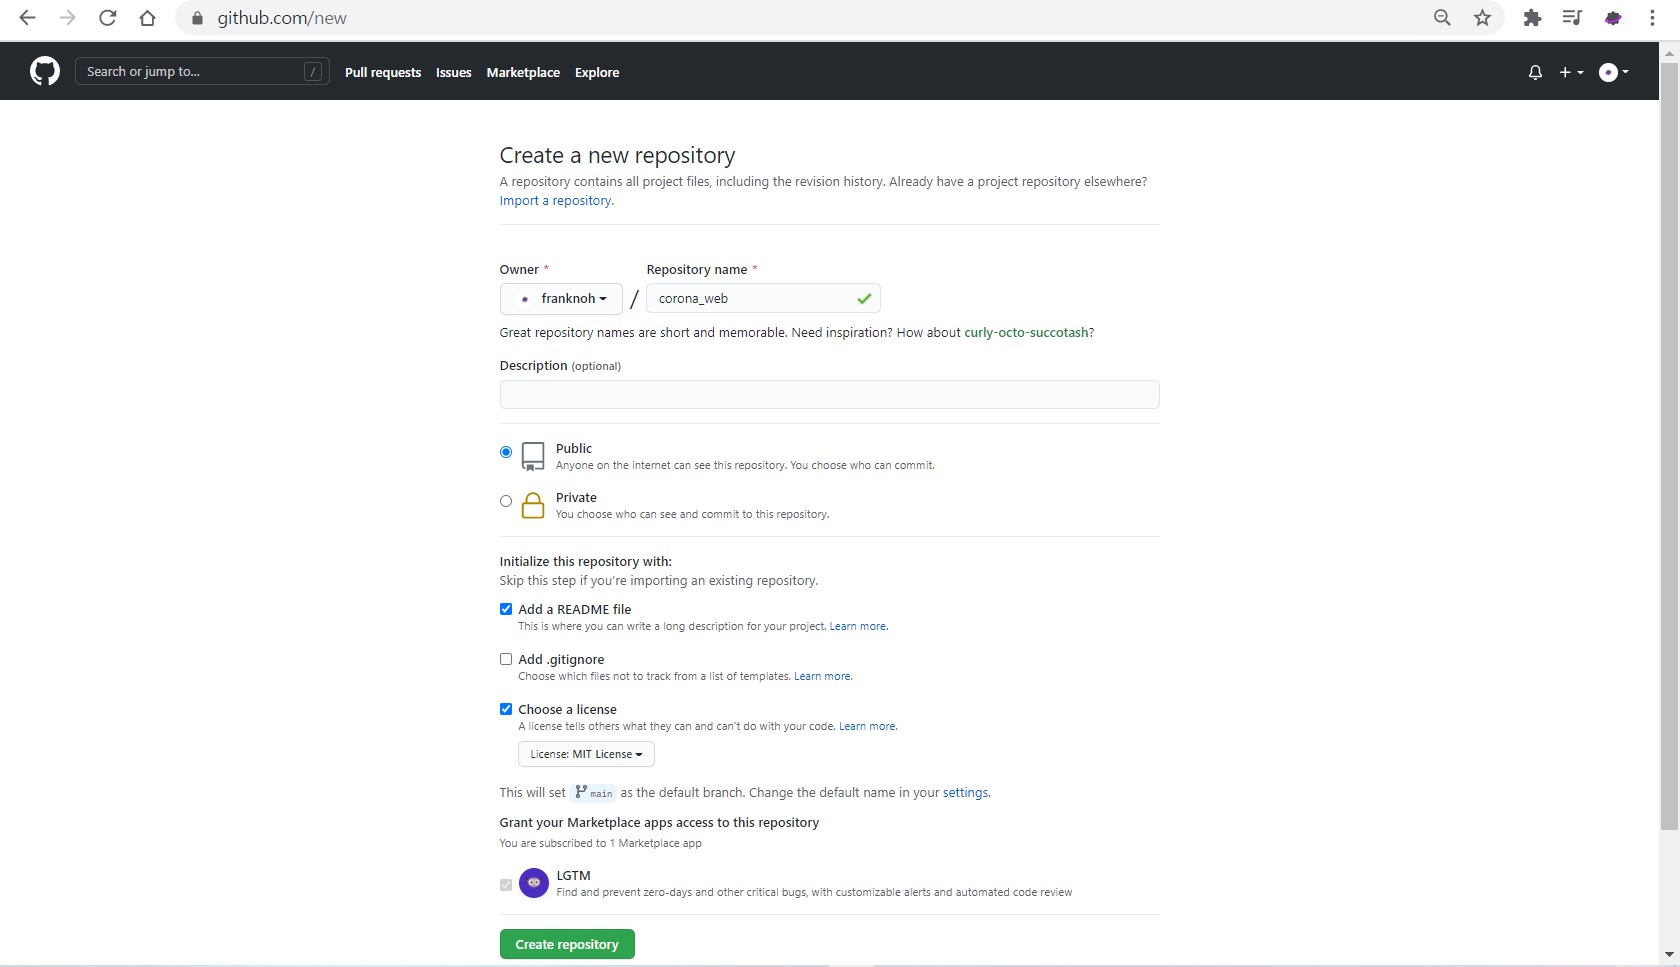 github.com/new
Search or jump to... /
Pull requests Issues Marketplace Explore
Create a new repository
A repository contains all project files, including the revision history. Already have a project repository elsewhere?
Import a repository.
Owner * Repository name *
franknoh / corona_web
Great repository names are short and memorable. Need inspiration? How about curly-octo-succotash?
Description (optional)
Public
Anyone on the internet can see this repository. You choose who can commit.
Private
You choose who can see and commit to this repository.
Initialize this repository with:
Skip this step if you're importing an existing repository.
Add a README file
This is where you can write a long description for your project. Learn more.
Add .gitignore
Choose which files not to track from a list of templates. Learn more.
Choose a license
A license tells others what they can and can't do with your code. Learn more.
License: MIT License
This will set main as the default branch. Change the default name in your settings.
Grant your Marketplace apps access to this repository
You are subscribed to 1 Marketplace app
LGTM
Find and prevent zero-days and other critical bugs, with customizable alerts and automated code review
Create repository